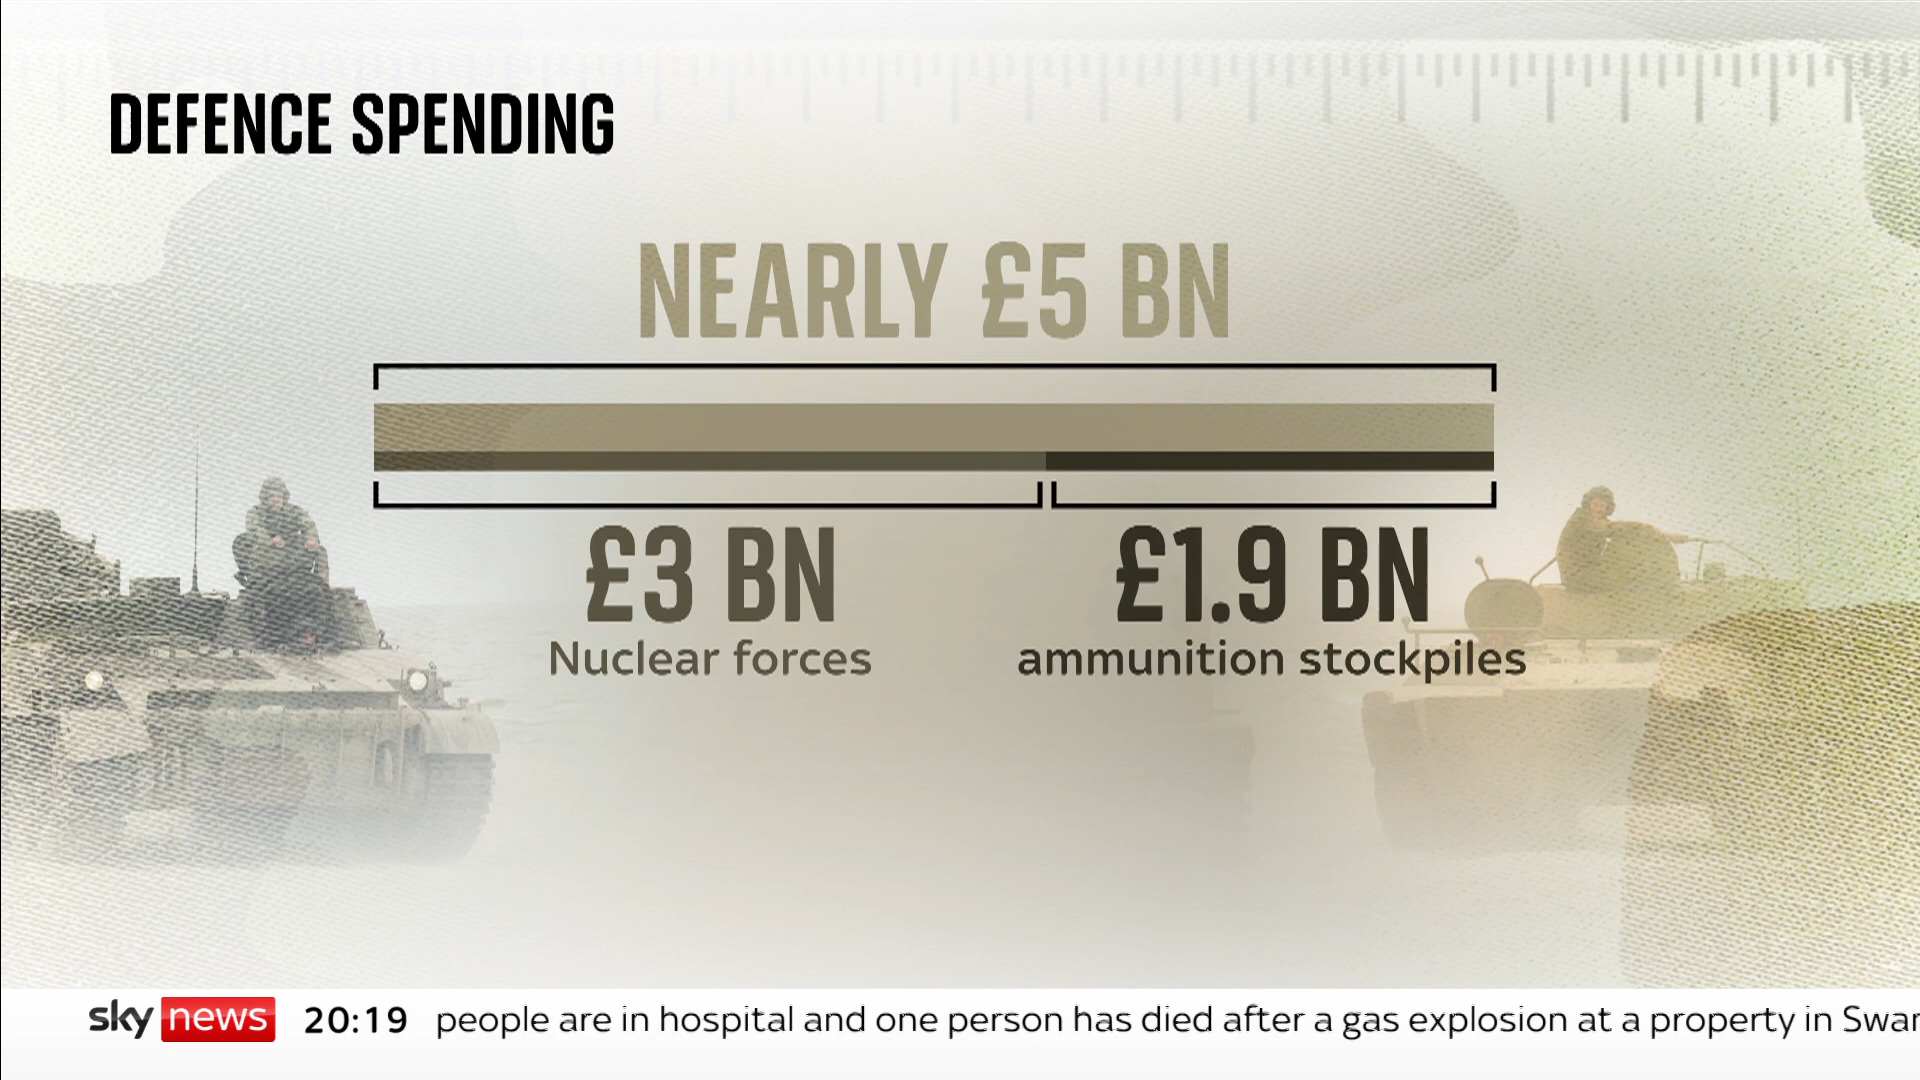 DEFENCE SPENDING
NEARLY £5 BN
£3 BN
Nuclear forces
£1.9 BN
ammunition stockpiles
sky news 20:19 people are in hospital and one person has died after a gas explosion at a property in Swan